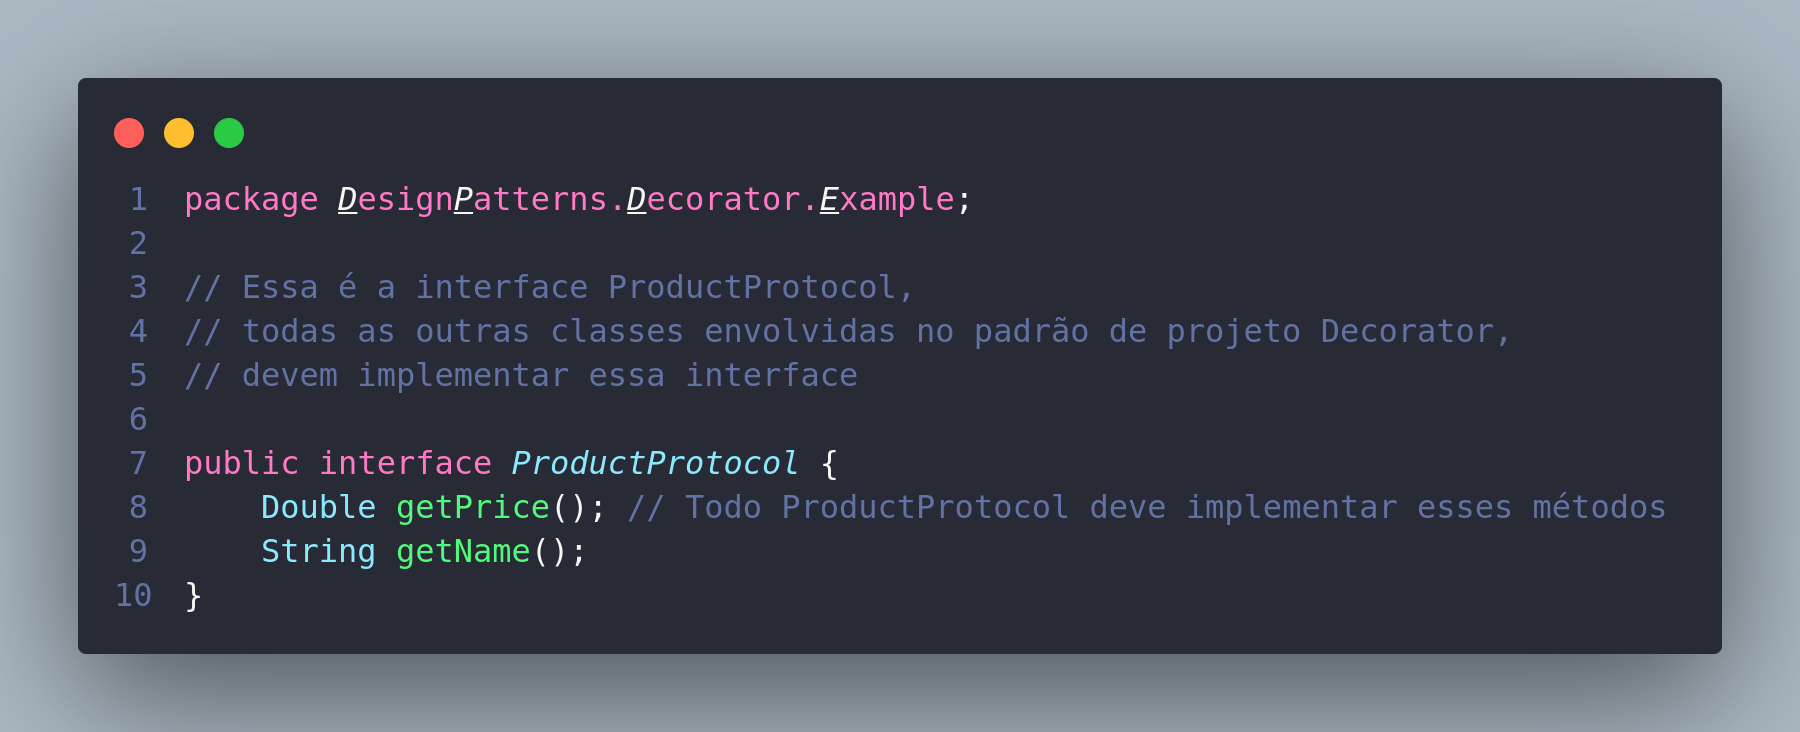 1 package DesignPatterns.Decorator.Example;
2
3 // Essa é a interface ProductProtocol,
4 // todas as outras classes envolvidas no padrão de projeto Decorator,
5 // devem implementar essa interface
6
7 public interface ProductProtocol {
8     Double getPrice(); // Todo ProductProtocol deve implementar esses métodos
9     String getName();
10 }